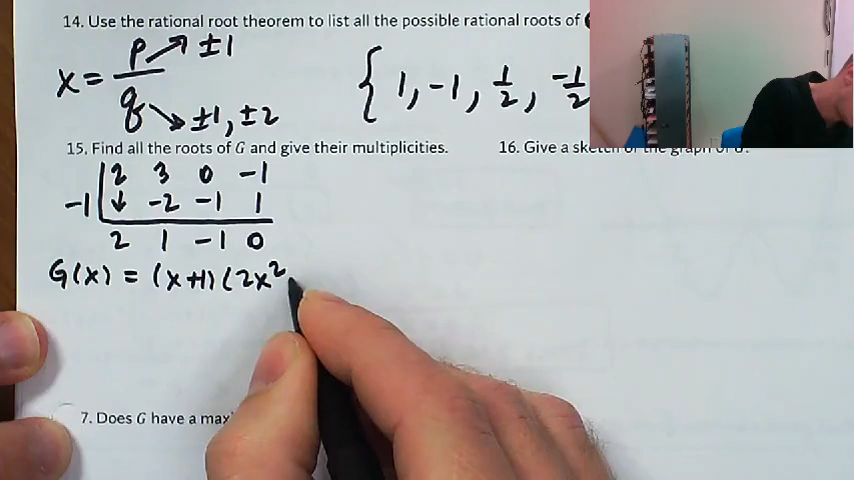 14. Use the rational root theorem to list all the possible rational roots of
x = p/q → ±1
→ ±1, ±2
{ 1, -1, 1/2, -1/2
15. Find all the roots of G and give their multiplicities.
16. Give a sketch of the graph of G.
2 3 0 -1
-1 ↓ -2 -1 1
2 1 -1 0
G(x) = (x+1)(2x²
7. Does G have a max